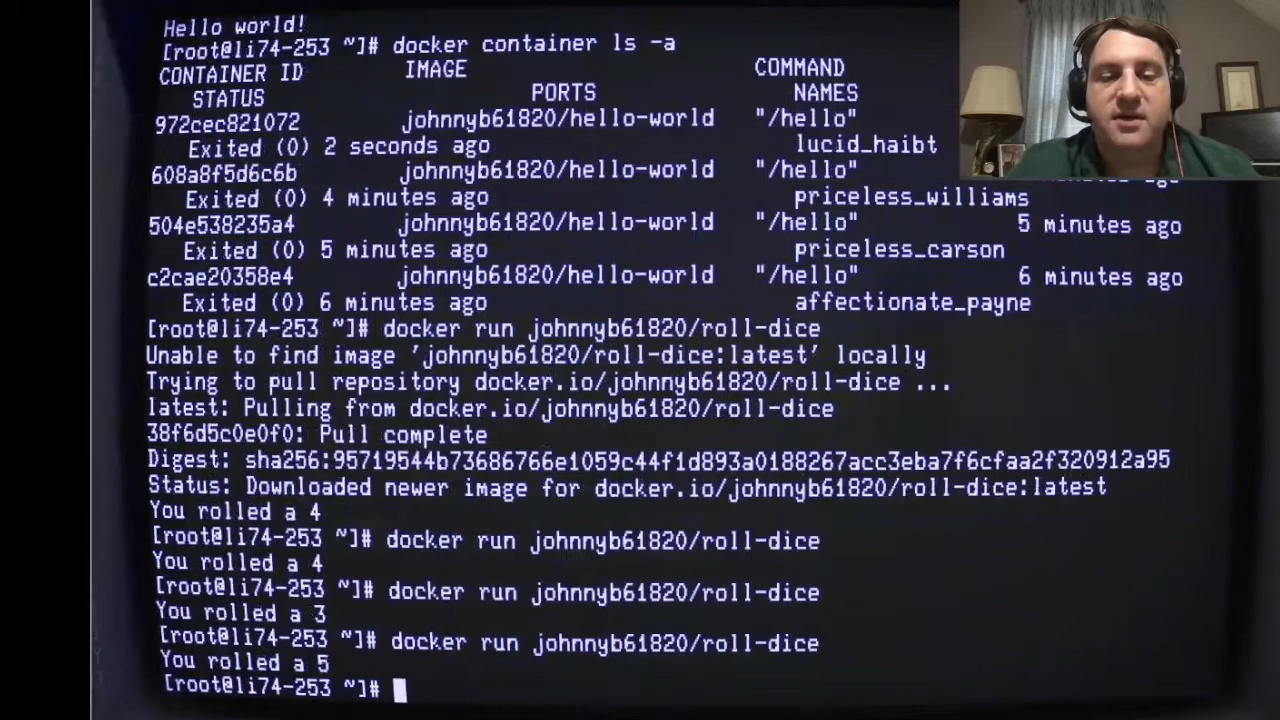 Hello world!
[root@li74-253 ~]# docker container ls -a
CONTAINER ID IMAGE COMMAND
STATUS PORTS NAMES
972cec821072 johnnyb61820/hello-world "/hello"
Exited (0) 2 seconds ago lucid_haibt
608a8f5d6c6b johnnyb61820/hello-world "/hello"
Exited (0) 4 minutes ago priceless_williams
504e538235a4 johnnyb61820/hello-world "/hello" 5 minutes ago
Exited (0) 5 minutes ago priceless_carson
c2cae20358e4 johnnyb61820/hello-world "/hello" 6 minutes ago
Exited (0) 6 minutes ago affectionate_payne
[root@li74-253 ~]# docker run johnnyb61820/roll-dice
Unable to find image 'johnnyb61820/roll-dice:latest' locally
Trying to pull repository docker.io/johnnyb61820/roll-dice ...
latest: Pulling from docker.io/johnnyb61820/roll-dice
38f6d5c0e0f0: Pull complete
Digest: sha256:95719544b73686766e1059c44f1d893a0188267acc3eba7f6cfaa2f320912a95
Status: Downloaded newer image for docker.io/johnnyb61820/roll-dice:latest
You rolled a 4
[root@li74-253 ~]# docker run johnnyb61820/roll-dice
You rolled a 4
[root@li74-253 ~]# docker run johnnyb61820/roll-dice
You rolled a 3
[root@li74-253 ~]# docker run johnnyb61820/roll-dice
You rolled a 5
[root@li74-253 ~]#